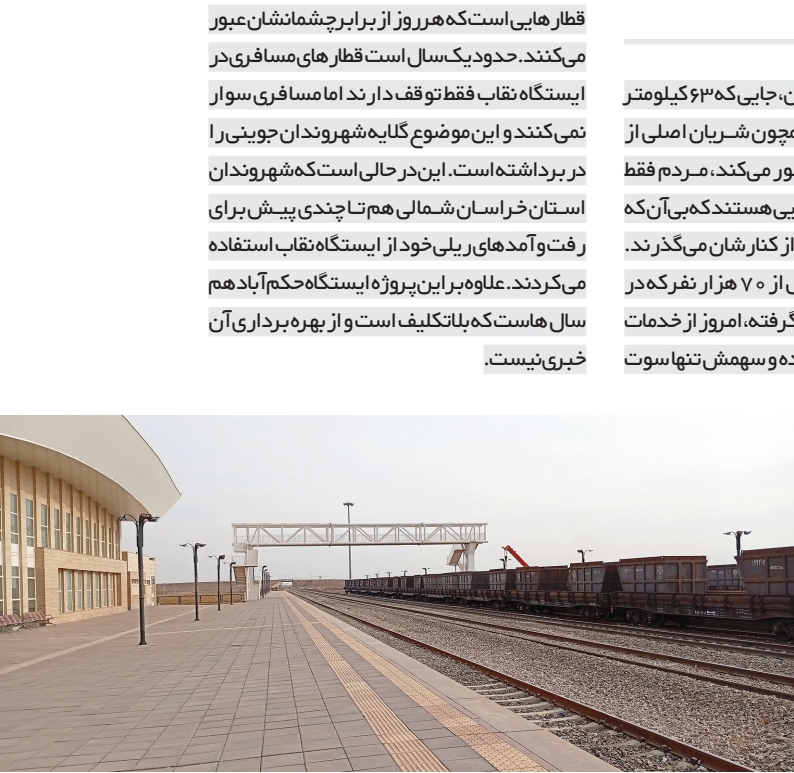 ن، جایی که ۶۳ کیلومتر
مچون شریان اصلی از
ور می‌کند، مردم فقط
یی هستند که بی‌آن که
از کنارشان می‌گذرند.
ی از ۷۰ هزار نفر که در
گرفته، امروز از خدمات
ده و سهمش تنها سوت
قطارهایی است که هر روز از برابر چشمانشان عبور
می‌کنند. حدود یک سال است قطارهای مسافری در
ایستگاه نقاب فقط توقف دارند اما مسافری سوار
نمی‌کنند و این موضوع گلایه شهروندان جوینی را
در بر داشته است. این در حالی است که شهروندان
استان خراسان شمالی هم تا چندی پیش برای
رفت و آمدهای ریلی خود از ایستگاه نقاب استفاده
می‌کردند. علاوه بر این پروژه ایستگاه حکم‌آباد هم
سال هاست که بلاتکلیف است و از بهره برداری آن
خبری نیست.